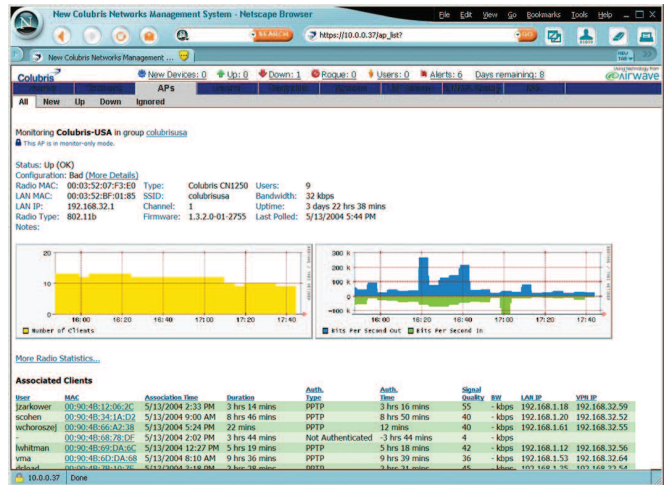 New Colubris Networks Management System - Netscape Browser
File Edit View Go Bookmarks Tools Help
SEARCH https://10.0.0.37/ap_list? GO
New Colubris Networks Management ...
Colubris New Devices: 0 Up: 0 Down: 1 Rogue: 0 Users: 0 Alerts: 6 Days remaining: 8 Using technology from AirWave
APs
All New Up Down Ignored
Monitoring Colubris-USA in group colubrisusa
This AP is in monitor-only mode.
Status: Up (OK)
Configuration: Bad (More Details)
Radio MAC: 00:03:52:07:F3:E0 Type: Colubris CN1250 Users: 9
LAN MAC: 00:03:52:BF:01:85 SSID: colubrisusa Bandwidth: 32 kbps
LAN IP: 192.168.32.1 Channel: 1 Uptime: 3 days 22 hrs 38 mins
Radio Type: 802.11b Firmware: 1.3.2.0-01-2755 Last Polled: 5/13/2004 5:44 PM
Notes:
20
10
0
16:00 16:20 16:40 17:00 17:20 17:40
Number of Clients
300 k
200 k
100 k
0
-100 k
16:00 16:20 16:40 17:00 17:20 17:40
Bits Per Second Out Bits Per Second In
More Radio Statistics...
Associated Clients
User MAC Association Time Duration Auth. Type Auth. Time Signal Quality BW LAN IP VPN IP
jzarkower 00:90:4B:12:06:2C 5/13/2004 2:33 PM 3 hrs 14 mins PPTP 3 hrs 16 mins 55 - kbps 192.168.1.18 192.168.32.59
scohen 00:90:4B:34:1A:D2 5/13/2004 9:00 AM 8 hrs 46 mins PPTP 8 hrs 50 mins 40 - kbps 192.168.1.20 192.168.32.52
wchoroszej 00:90:4B:66:A2:38 5/13/2004 5:24 PM 22 mins PPTP 12 mins 40 - kbps 192.168.1.61 192.168.32.55
- 00:90:4B:68:78:DF 5/13/2004 2:02 PM 3 hrs 44 mins Not Authenticated -3 hrs 44 mins 4 - kbps
lwhitman 00:90:4B:69:DA:6C 5/13/2004 12:27 PM 5 hrs 19 mins PPTP 5 hrs 18 mins 42 - kbps 192.168.1.12 192.168.32.56
vma 00:90:4B:6D:DA:68 5/13/2004 8:10 AM 9 hrs 36 mins PPTP 9 hrs 39 mins 36 - kbps 192.168.1.53 192.168.32.64
10.0.0.37 Done